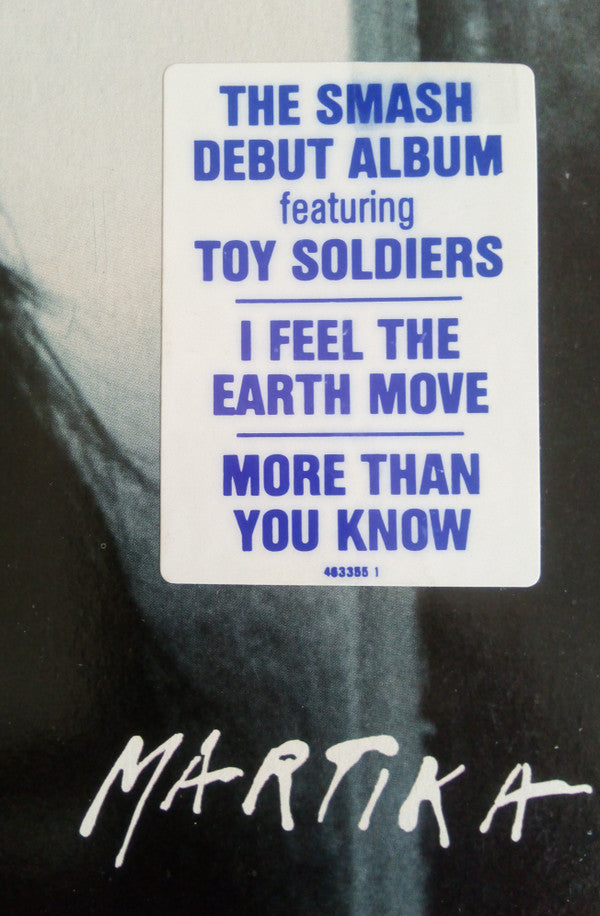 THE SMASH
DEBUT ALBUM
featuring
TOY SOLDIERS
I FEEL THE
EARTH MOVE
MORE THAN
YOU KNOW
463355 1
MARTIKA